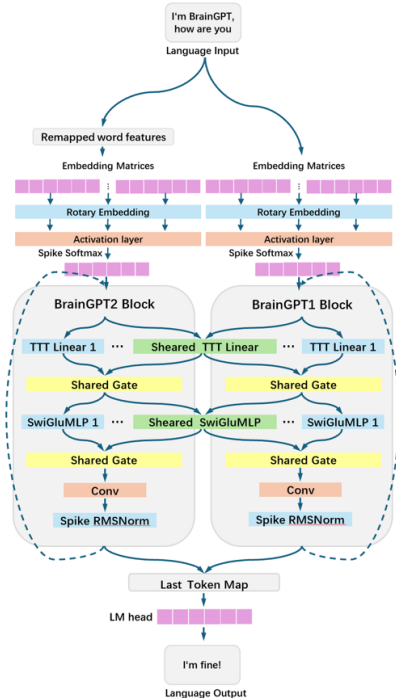 I'm BrainGPT,
how are you
Language Input
Remapped word features
Embedding Matrices
Embedding Matrices
Rotary Embedding
Rotary Embedding
Activation layer
Activation layer
Spike Softmax
Spike Softmax
BrainGPT2 Block
BrainGPT1 Block
TTT Linear 1 ··· Sheared TTT Linear ··· TTT Linear 1
Shared Gate
Shared Gate
SwiGluMLP 1 ··· Sheared SwiGluMLP ··· SwiGluMLP 1
Shared Gate
Shared Gate
Conv
Conv
Spike RMSNorm
Spike RMSNorm
Last Token Map
LM head
I'm fine!
Language Output